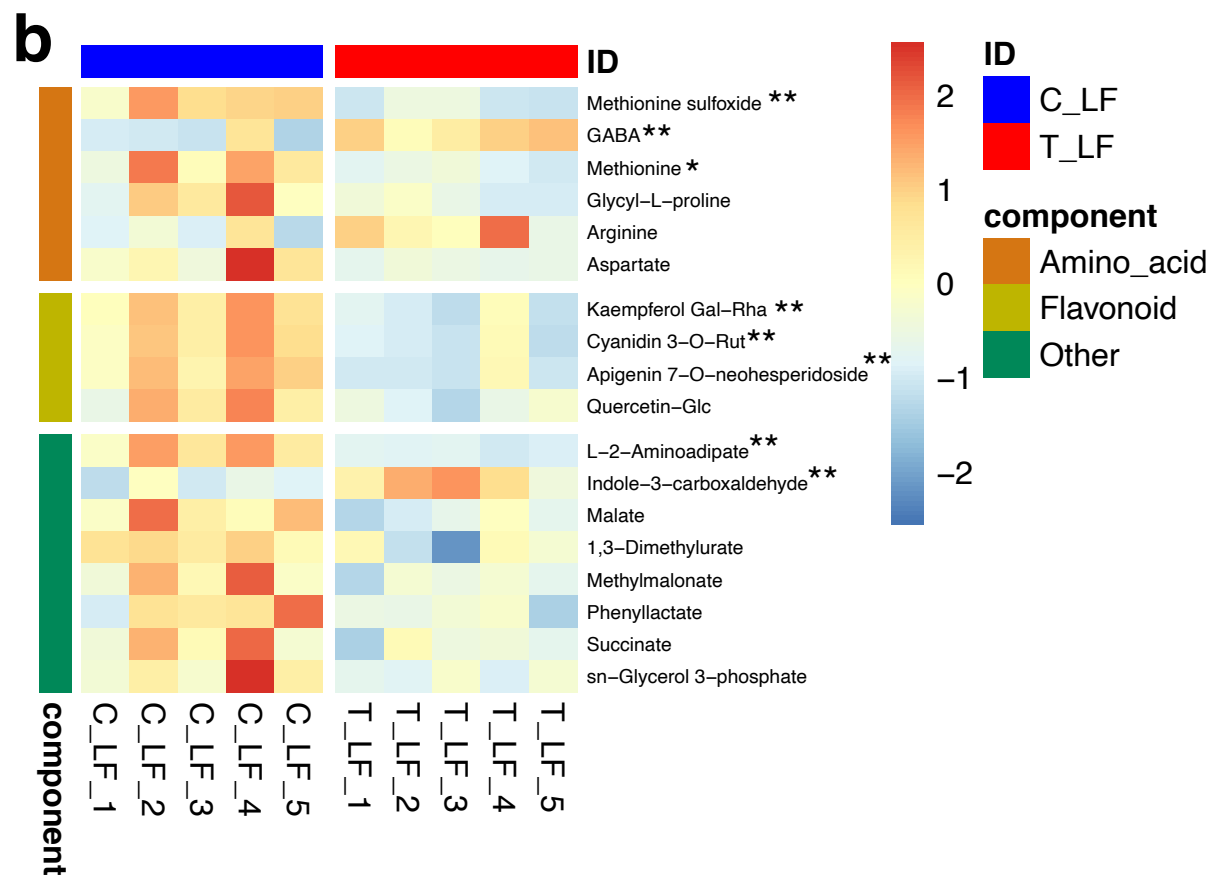 b
ID
Methionine sulfoxide **
GABA**
Methionine *
Glycyl−L−proline
Arginine
Aspartate
Kaempferol Gal−Rha **
Cyanidin 3−O−Rut**
Apigenin 7−O−neohesperidoside**
Quercetin−Glc
L−2−Aminoadipate**
Indole−3−carboxaldehyde**
Malate
1,3−Dimethylurate
Methylmalonate
Phenyllactate
Succinate
sn−Glycerol 3−phosphate
component
C_LF_1
C_LF_2
C_LF_3
C_LF_4
C_LF_5
T_LF_1
T_LF_2
T_LF_3
T_LF_4
T_LF_5
2
1
0
−1
−2
ID
C_LF
T_LF
component
Amino_acid
Flavonoid
Other